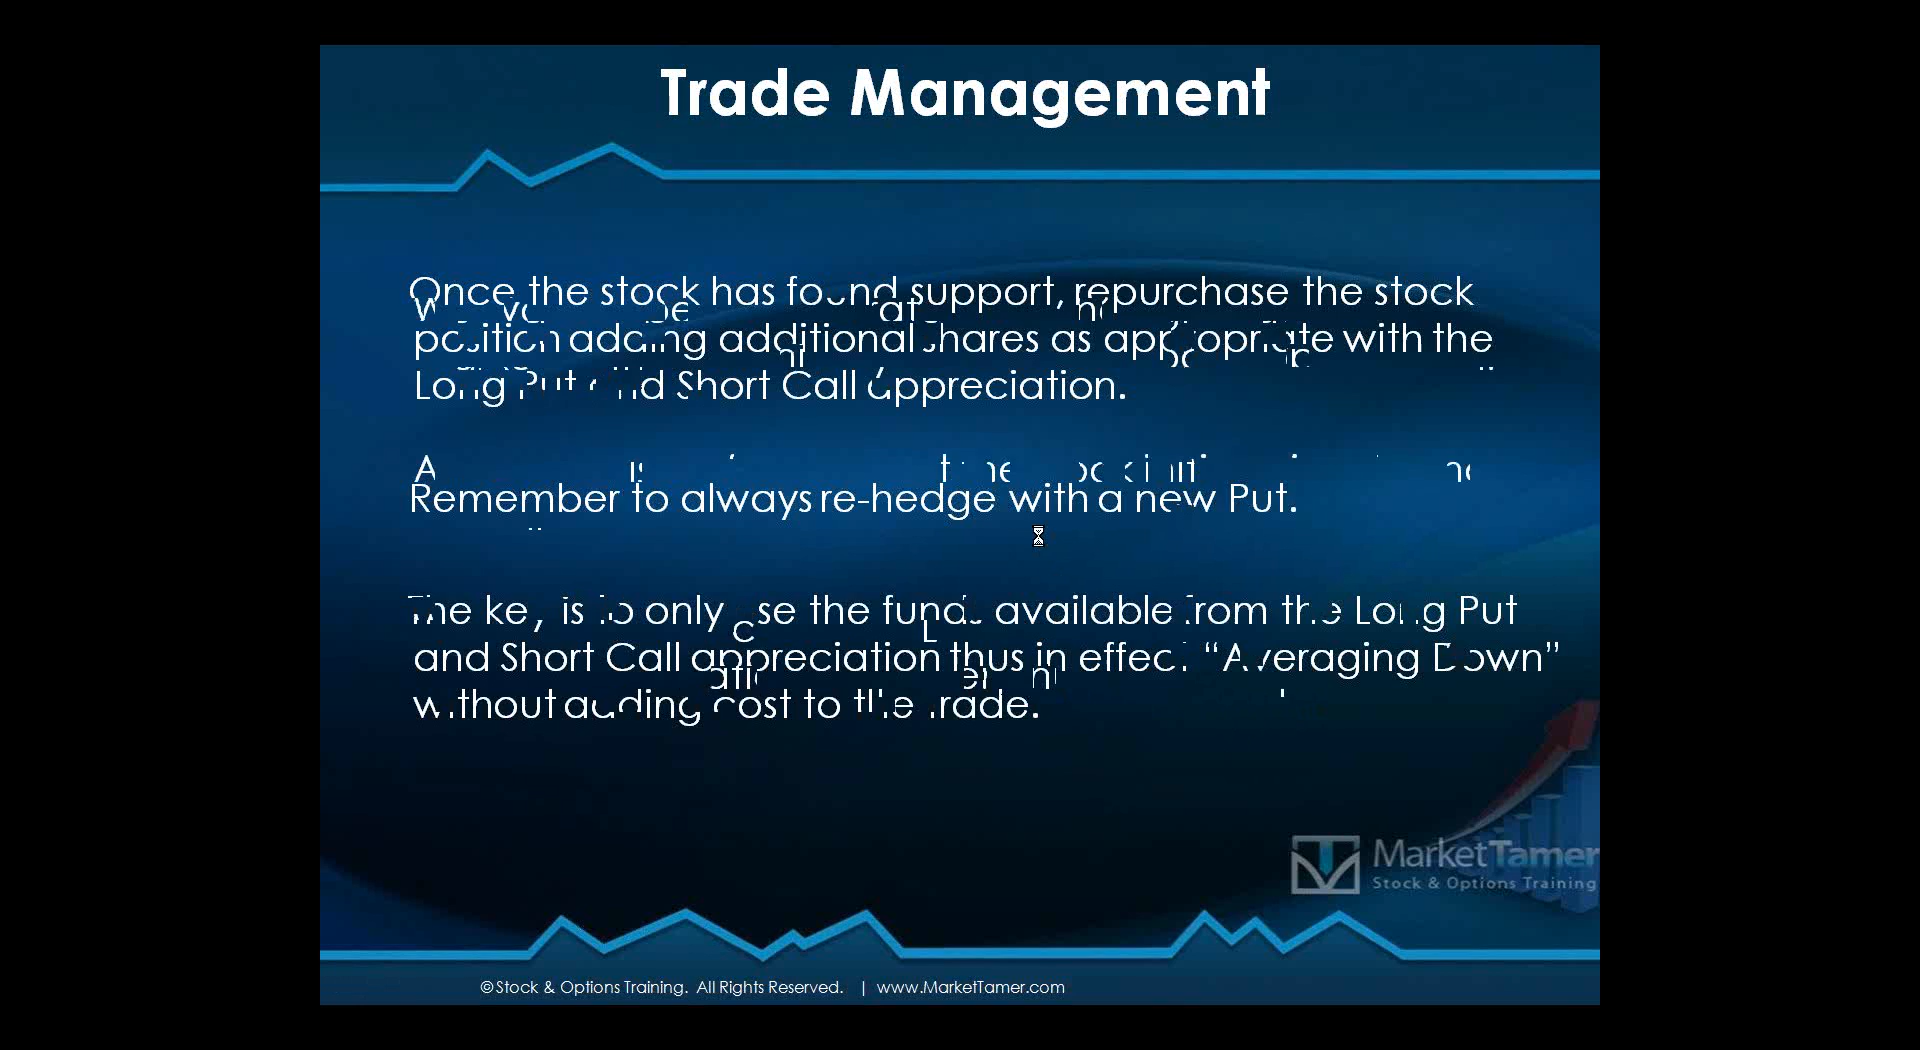 Trade Management
Once the stock has found support, repurchase the stock
position adding additional shares as appropriate with the
Long Put and Short Call appreciation.
Remember to always re-hedge with a new Put.
The key is to only use the funds available from the Long Put
and Short Call appreciation thus in effect “Averaging Down”
without adding cost to the trade.
MarketTamer
Stock & Options Training
©Stock & Options Training. All Rights Reserved. | www.MarketTamer.com